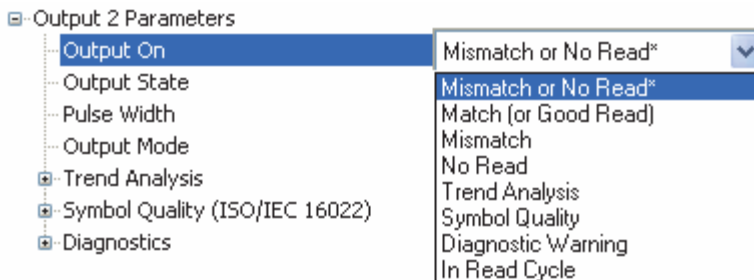 Output 2 Parameters
Output On
Mismatch or No Read*
Output State
Pulse Width
Output Mode
Trend Analysis
Symbol Quality (ISO/IEC 16022)
Diagnostics
Mismatch or No Read*
Match (or Good Read)
Mismatch
No Read
Trend Analysis
Symbol Quality
Diagnostic Warning
In Read Cycle